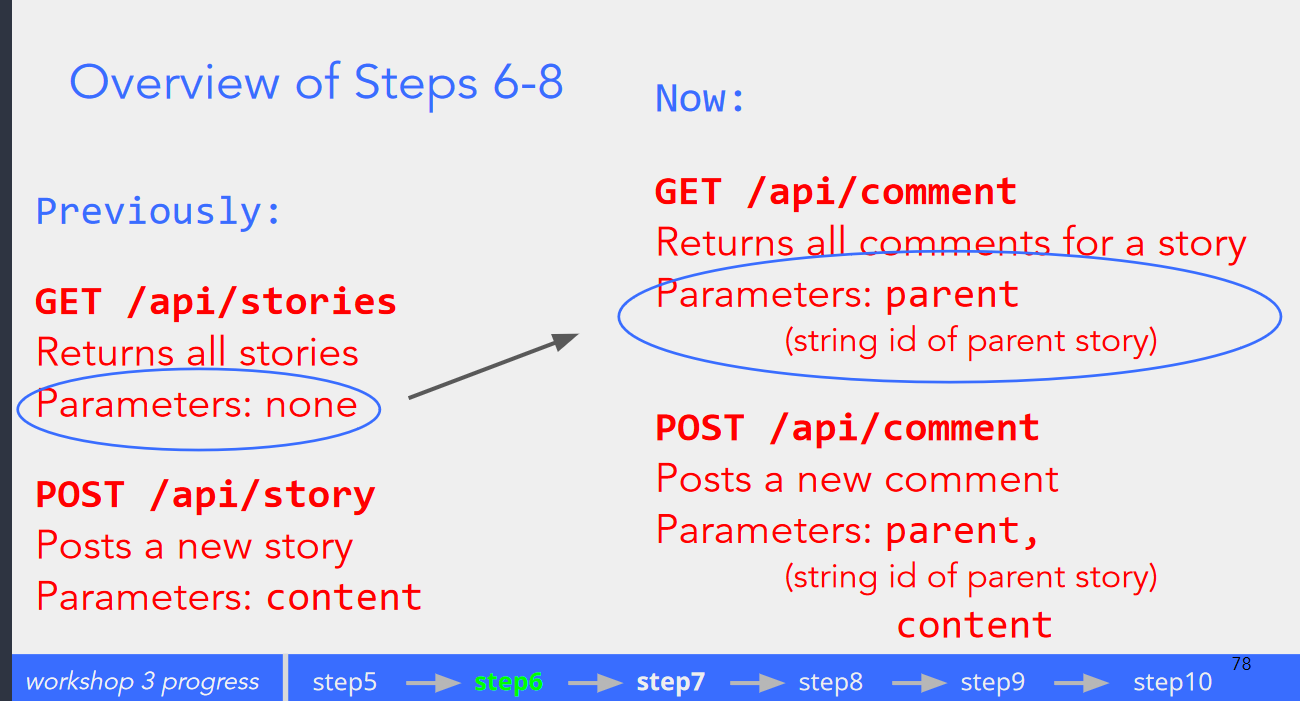 Overview of Steps 6-8
Previously:
GET /api/stories
Returns all stories
Parameters: none
POST /api/story
Posts a new story
Parameters: content
Now:
GET /api/comment
Returns all comments for a story
Parameters: parent
(string id of parent story)
POST /api/comment
Posts a new comment
Parameters: parent,
(string id of parent story)
content
78
workshop 3 progress
step5 step6 step7 step8 step9 step10